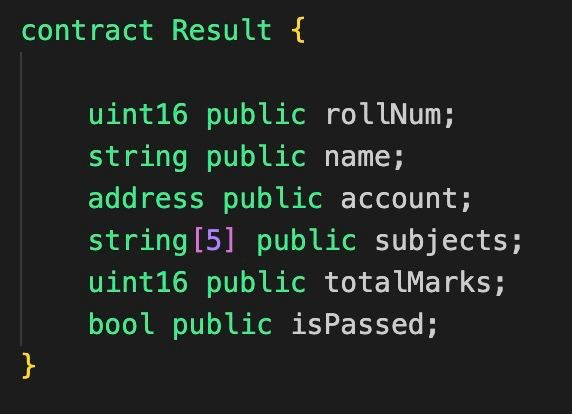 contract Result {
uint16 public rollNum;
string public name;
address public account;
string[5] public subjects;
uint16 public totalMarks;
bool public isPassed;
}